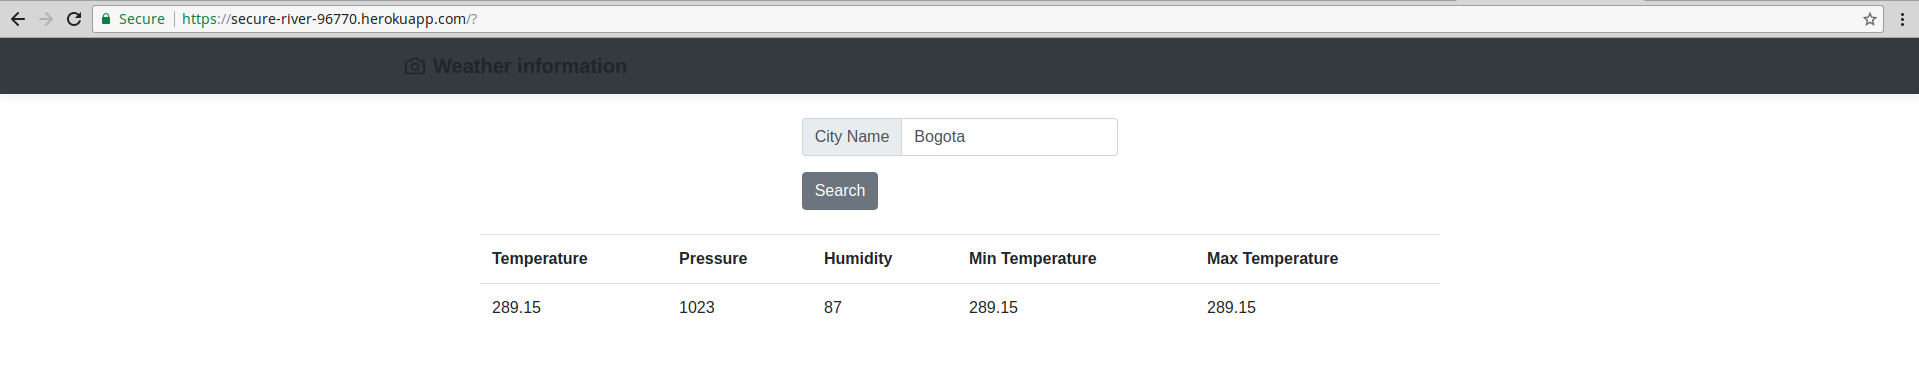 Secure https://secure-river-96770.herokuapp.com/?
Weather information
City Name Bogota
Search
Temperature Pressure Humidity Min Temperature Max Temperature
289.15 1023 87 289.15 289.15